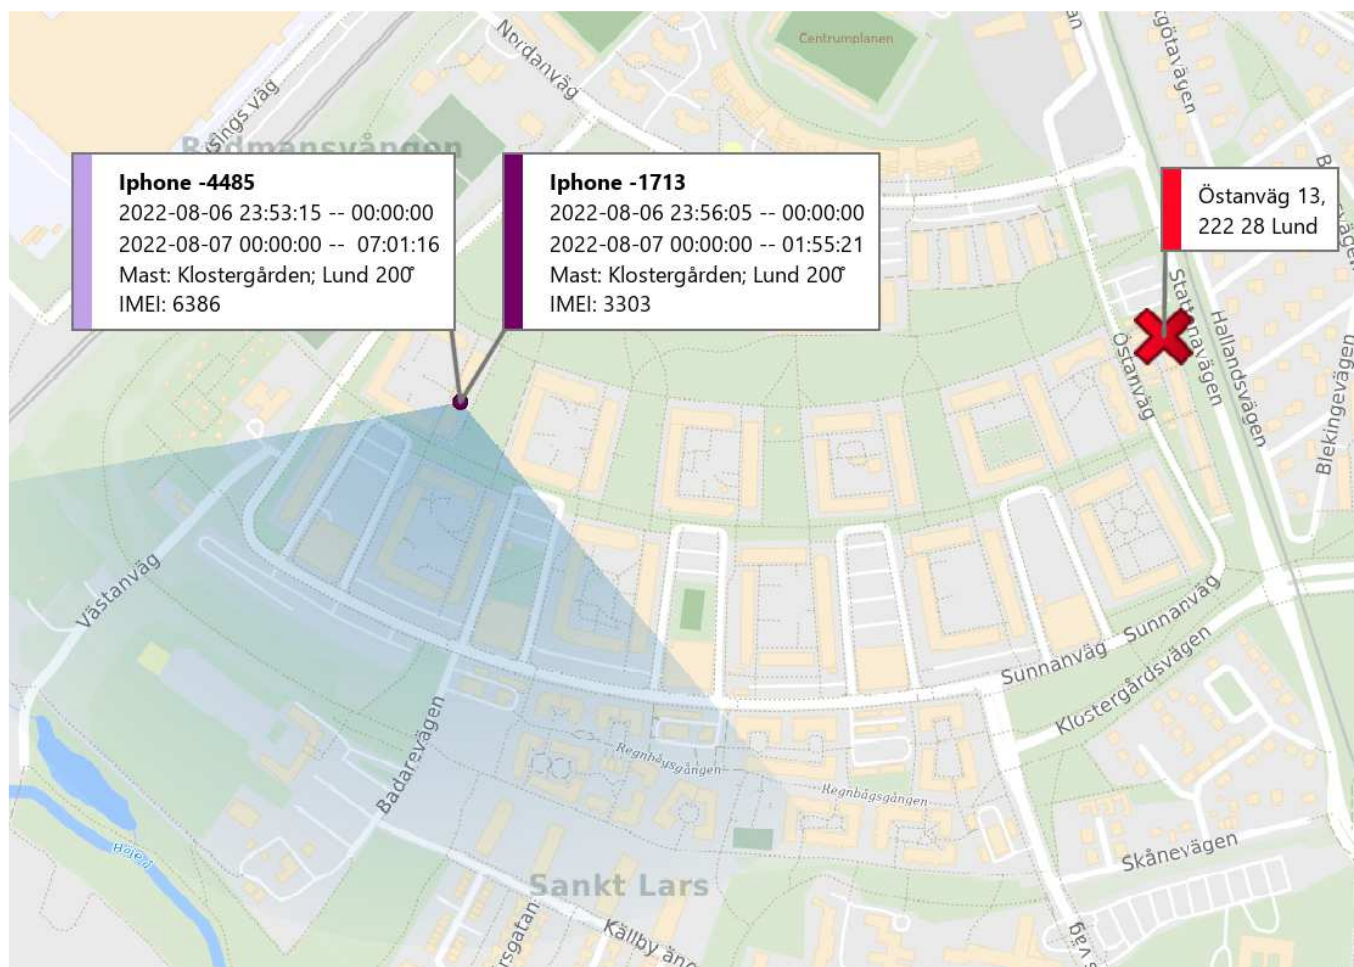 Centrumplanen
Nordanväg
Rådmansvången
Iphone -4485
2022-08-06 23:53:15 -- 00:00:00
2022-08-07 00:00:00 -- 07:01:16
Mast: Klostergården; Lund 200°
IMEI: 6386
Iphone -1713
2022-08-06 23:56:05 -- 00:00:00
2022-08-07 00:00:00 -- 01:55:21
Mast: Klostergården; Lund 200°
IMEI: 3303
Östanväg 13,
222 28 Lund
Östanväg
Hallandsvägen
Blekingevägen
Västanväg
Sunnanväg
Sunnanväg
Klostergårdsvägen
Badarevägen
Regnbågsgången
Regnbågsgången
Skånevägen
Sankt Lars